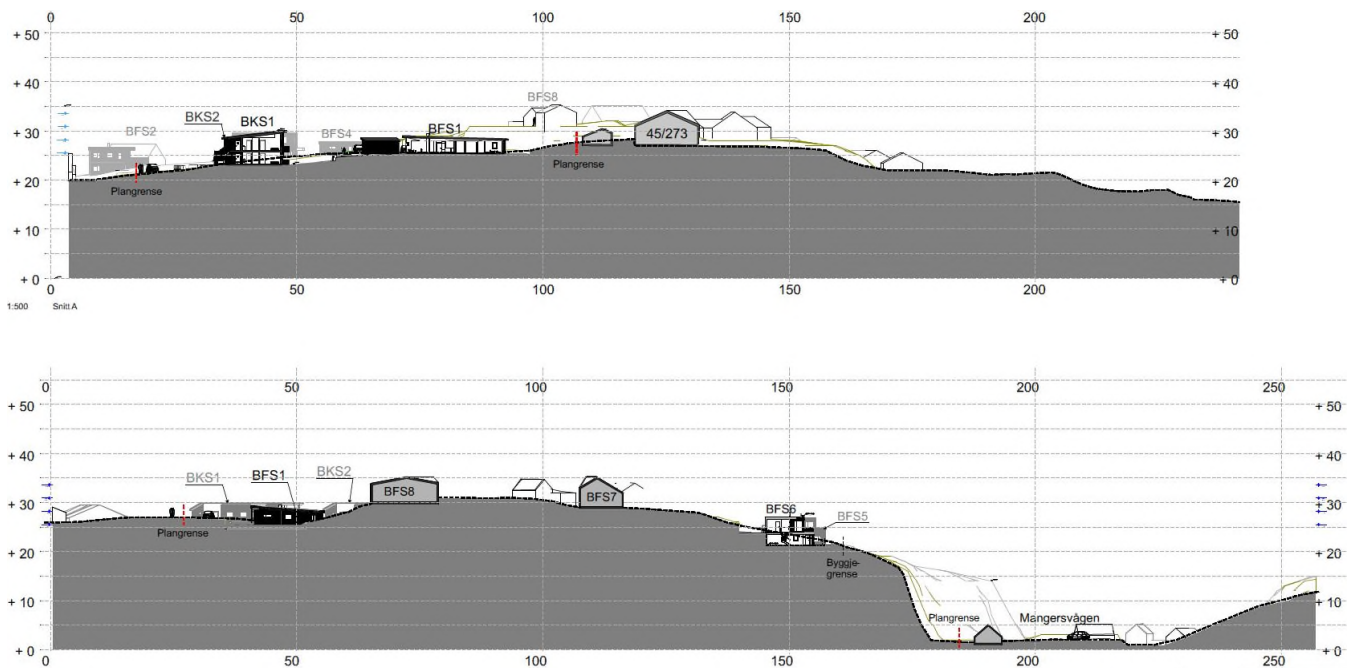 0 50 100 150 200
+ 50 + 50
+ 40 + 40
BFS8
BKS2 BKS1
+ 30 BFS2 BFS4 BFS1 45/273 + 30
Plangrense
+ 20 + 20
Plangrense
+ 10 + 10
+ 0 + 0
0 50 100 150 200
1:500 Snitt A
0 50 100 150 200 250
+ 50 + 50
+ 40 + 40
BKS1 BFS1 BKS2
BFS8 BFS7
+ 30 + 30
BFS6 BFS5
Plangrense
+ 20 + 20
Byggje-
grense
+ 10 + 10
Plangrense Mangersvågen
+ 0 + 0
0 50 100 150 200 250